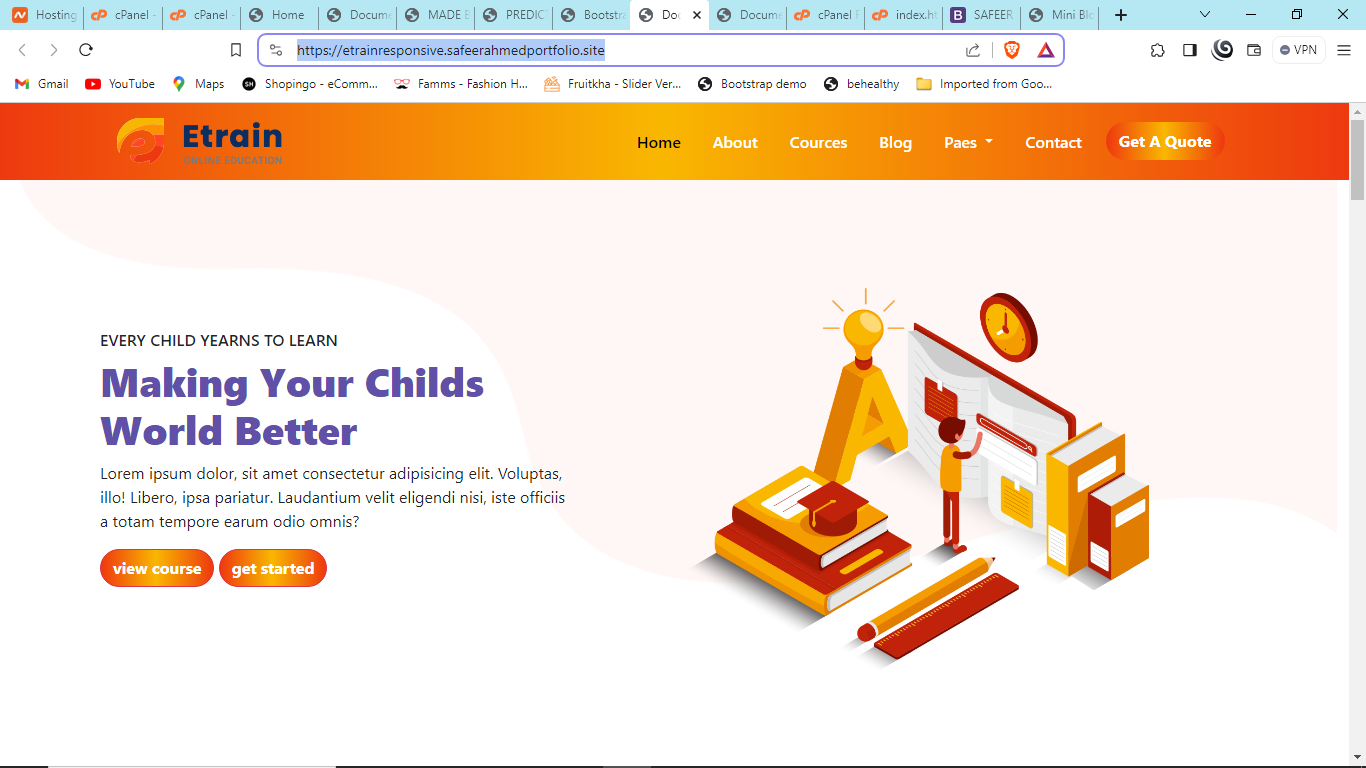 Hosting
cPanel -
cPanel -
Home
Docume
MADE B
PREDICT
Bootstra
Doc
Docume
cPanel F
index.ht
SAFEER
Mini Blo
https://etrainresponsive.safeerahmedportfolio.site
VPN
Gmail
YouTube
Maps
Shopingo - eComm...
Famms - Fashion H...
Fruitkha - Slider Ver...
Bootstrap demo
behealthy
Imported from Goo...
Etrain
ONLINE EDUCATION
Home
About
Cources
Blog
Paes
Contact
Get A Quote
EVERY CHILD YEARNS TO LEARN
Making Your Childs
World Better
Lorem ipsum dolor, sit amet consectetur adipisicing elit. Voluptas,
illo! Libero, ipsa pariatur. Laudantium velit eligendi nisi, iste officiis
a totam tempore earum odio omnis?
view course
get started